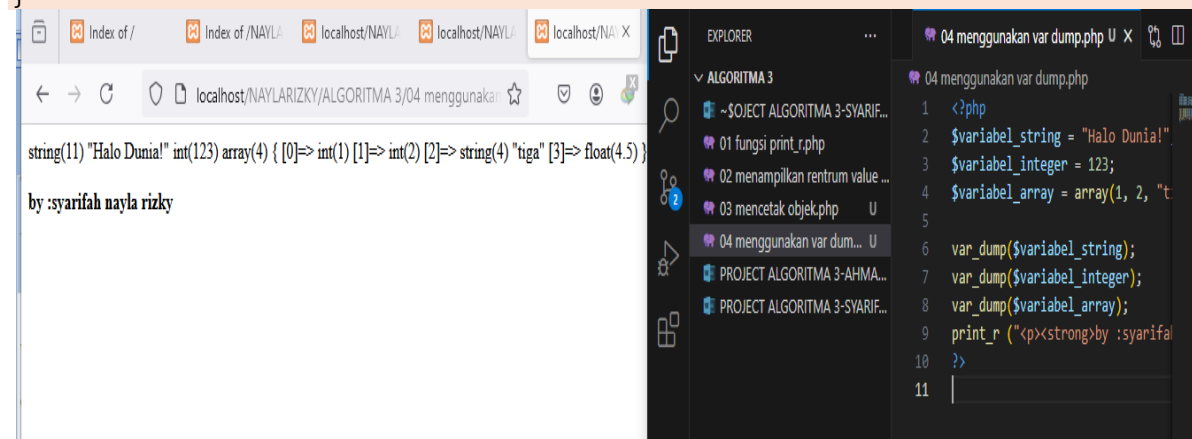 Index of /
Index of /NAYLA
localhost/NAYLA
localhost/NAYLA
localhost/NAY X
localhost/NAYLARIZKY/ALGORITMA 3/04 menggunakan
string(11) "Halo Dunia!" int(123) array(4) { [0]=> int(1) [1]=> int(2) [2]=> string(4) "tiga" [3]=> float(4.5) }
by :syarifah nayla rizky
2
EXPLORER ...
ALGORITMA 3
~$OJECT ALGORITMA 3-SYARIF...
01 fungsi print_r.php
02 menampilkan rentrum value ...
03 mencetak objek.php U
04 menggunakan var dum... U
PROJECT ALGORITMA 3-AHMA...
PROJECT ALGORITMA 3-SYARIF...
04 menggunakan var dump.php U X
04 menggunakan var dump.php
1 <?php
2 $variabel_string = "Halo Dunia!"
3 $variabel_integer = 123;
4 $variabel_array = array(1, 2, "t
5
6 var_dump($variabel_string);
7 var_dump($variabel_integer);
8 var_dump($variabel_array);
9 print_r ("<p><strong>by :syarifa
10 ?>
11